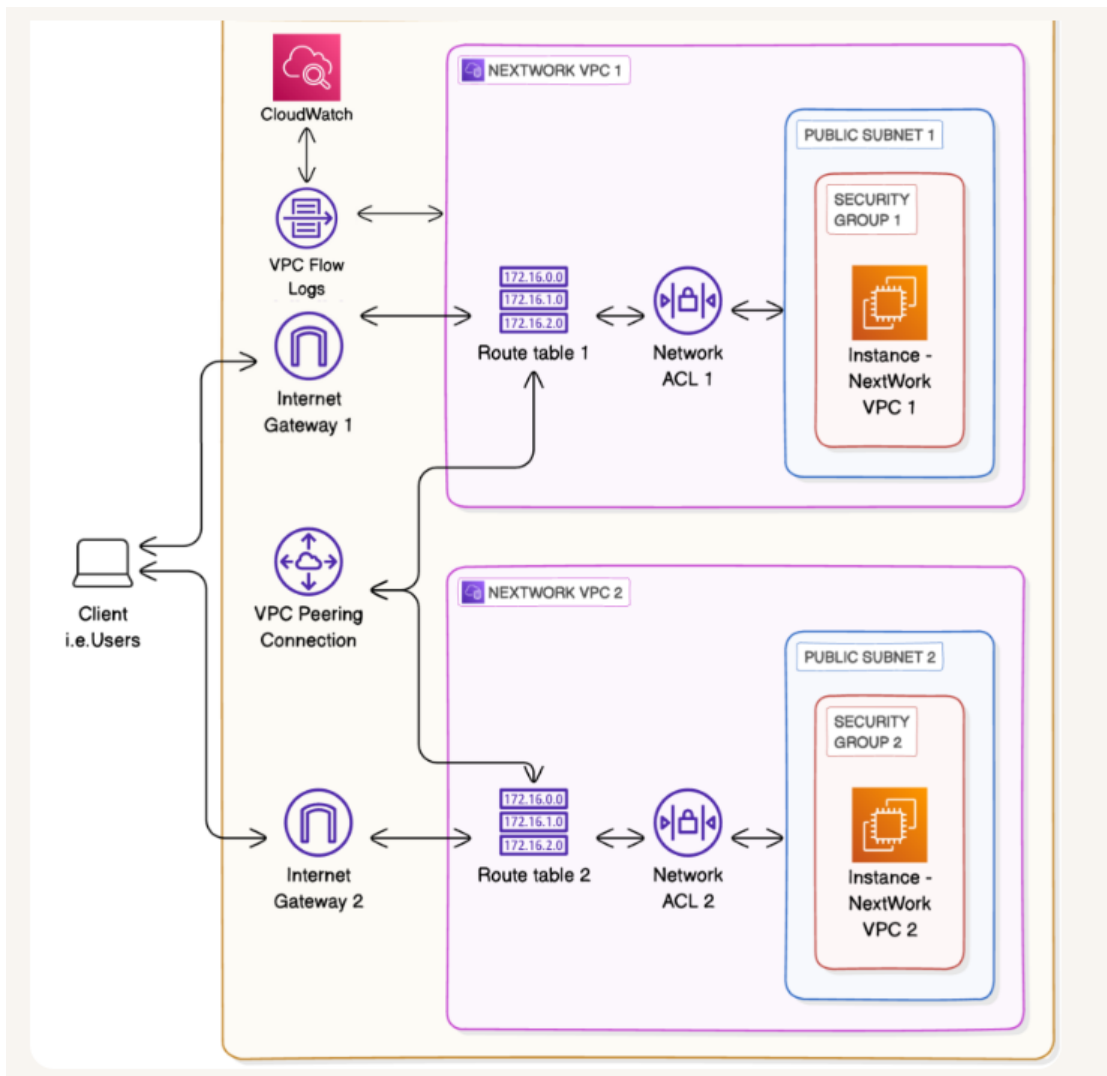 CloudWatch
NEXTWORK VPC 1
PUBLIC SUBNET 1
SECURITY
GROUP 1
VPC Flow
Logs
172.16.0.0
172.16.1.0
172.16.2.0
Route table 1
Network
ACL 1
Instance -
NextWork
VPC 1
Internet
Gateway 1
Client
i.e.Users
VPC Peering
Connection
NEXTWORK VPC 2
PUBLIC SUBNET 2
SECURITY
GROUP 2
172.16.0.0
172.16.1.0
172.16.2.0
Route table 2
Network
ACL 2
Instance -
NextWork
VPC 2
Internet
Gateway 2